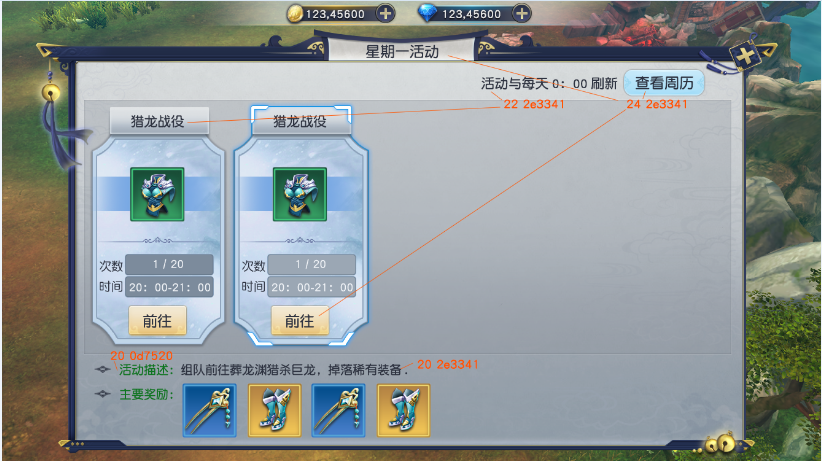 123,45600 123,45600
星期一活动
活动与每天0：00刷新 查看周历
22 2e3341 24 2e3341
猎龙战役 猎龙战役
次数 1 / 20 次数 1 / 20
时间 20：00-21：00 时间 20：00-21：00
前往 前往
20 0d7520
活动描述：组队前往葬龙渊猎杀巨龙，掉落稀有装备． 20 2e3341
主要奖励：